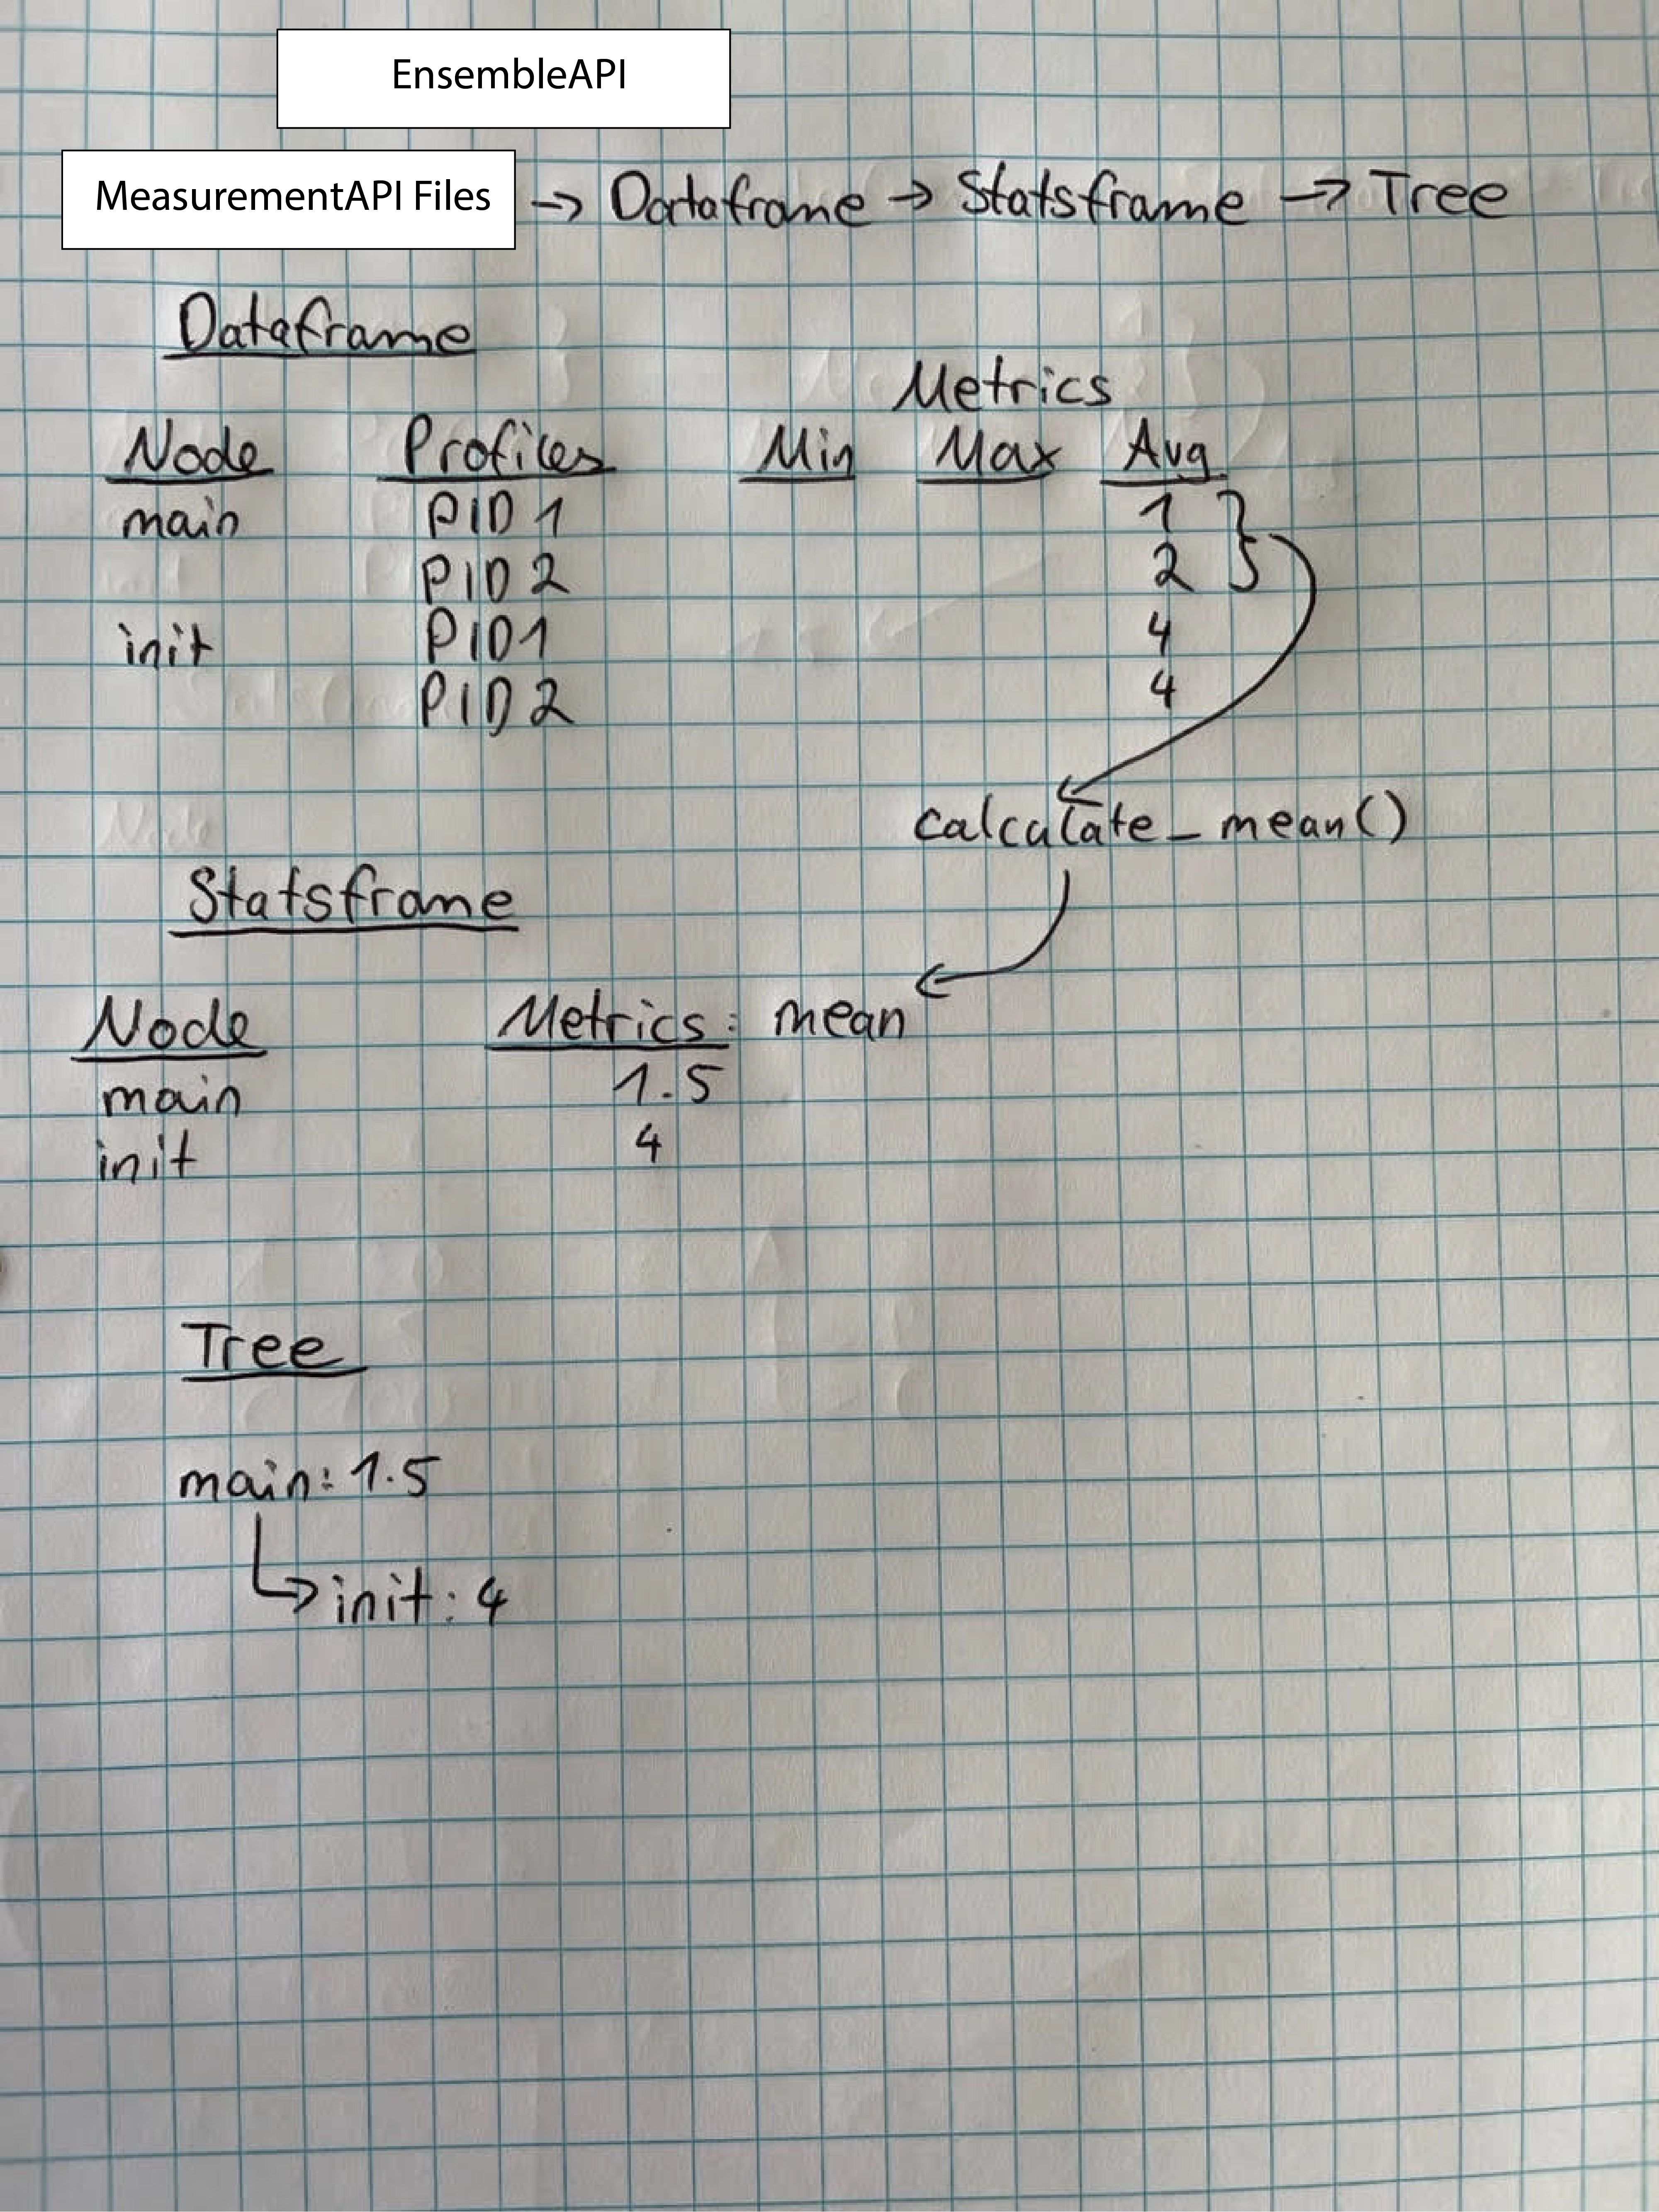 EnsembleAPI
MeasurementAPI Files → Dataframe → Statsframe → Tree
Dataframe
Metrics
Node Profiles Min Max Avg
main PID 1 1
PID 2 2
init PID1 4
PID 2 4
calculate_mean()
Statsframe
Node Metrics: mean
main 1.5
init 4
Tree
main: 1.5
init: 4